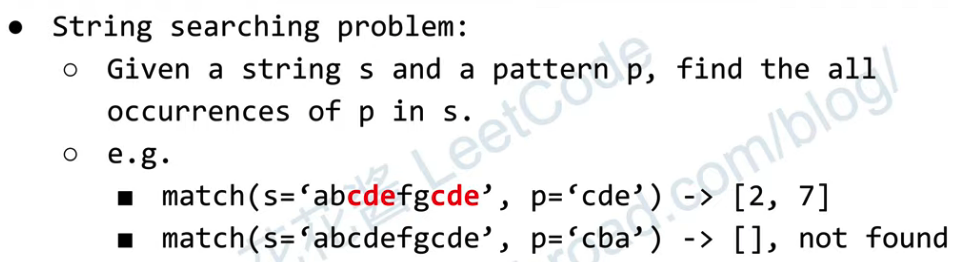 ● String searching problem:
○ Given a string s and a pattern p, find the all
occurrences of p in s.
○ e.g.
■ match(s=‘abcdefgcde’, p=‘cde’) -> [2, 7]
■ match(s=‘abcdefgcde’, p=‘cba’) -> [], not found
花花酱 LeetCode
road.com/blog/